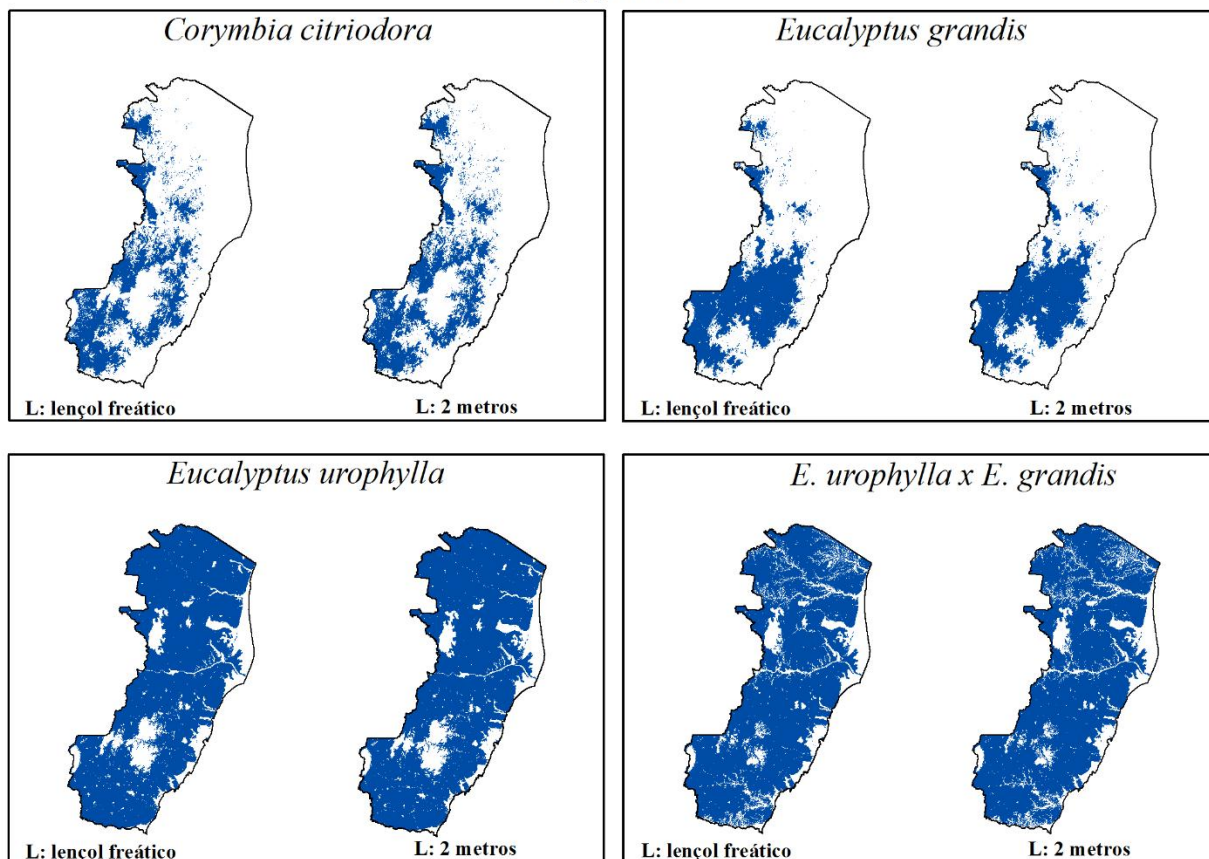 Corymbia citriodora
L: lençol freático
L: 2 metros
Eucalyptus grandis
L: lençol freático
L: 2 metros
Eucalyptus urophylla
L: lençol freático
L: 2 metros
E. urophylla x E. grandis
L: lençol freático
L: 2 metros